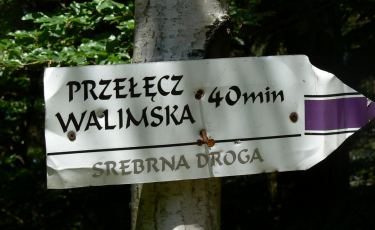 PRZEŁĘCZ
WALIMSKA 40min
SREBRNA DROGA